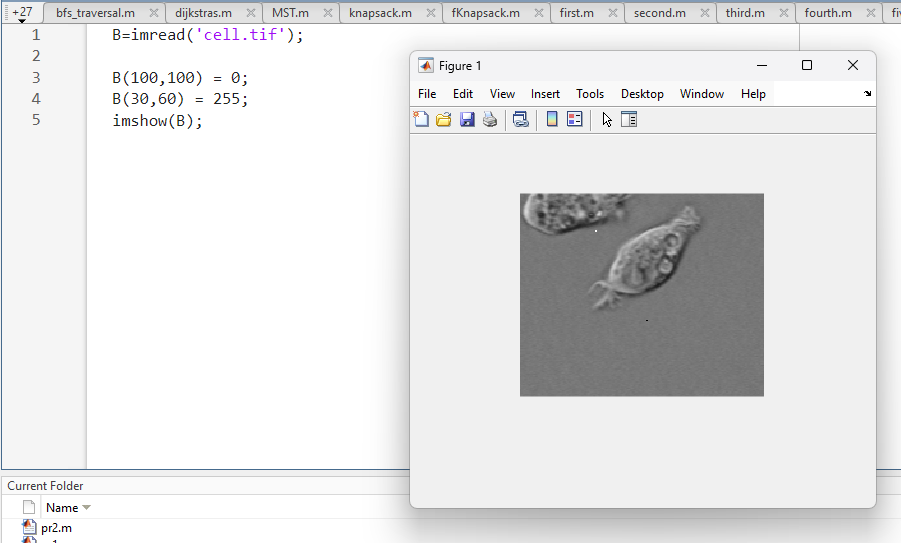 +27 bfs_traversal.m dijkstras.m MST.m knapsack.m fKnapsack.m first.m second.m third.m fourth.m
1 B=imread('cell.tif');
2
3 B(100,100) = 0;
4 B(30,60) = 255;
5 imshow(B);
Figure 1
File Edit View Insert Tools Desktop Window Help
Current Folder
Name
pr2.m